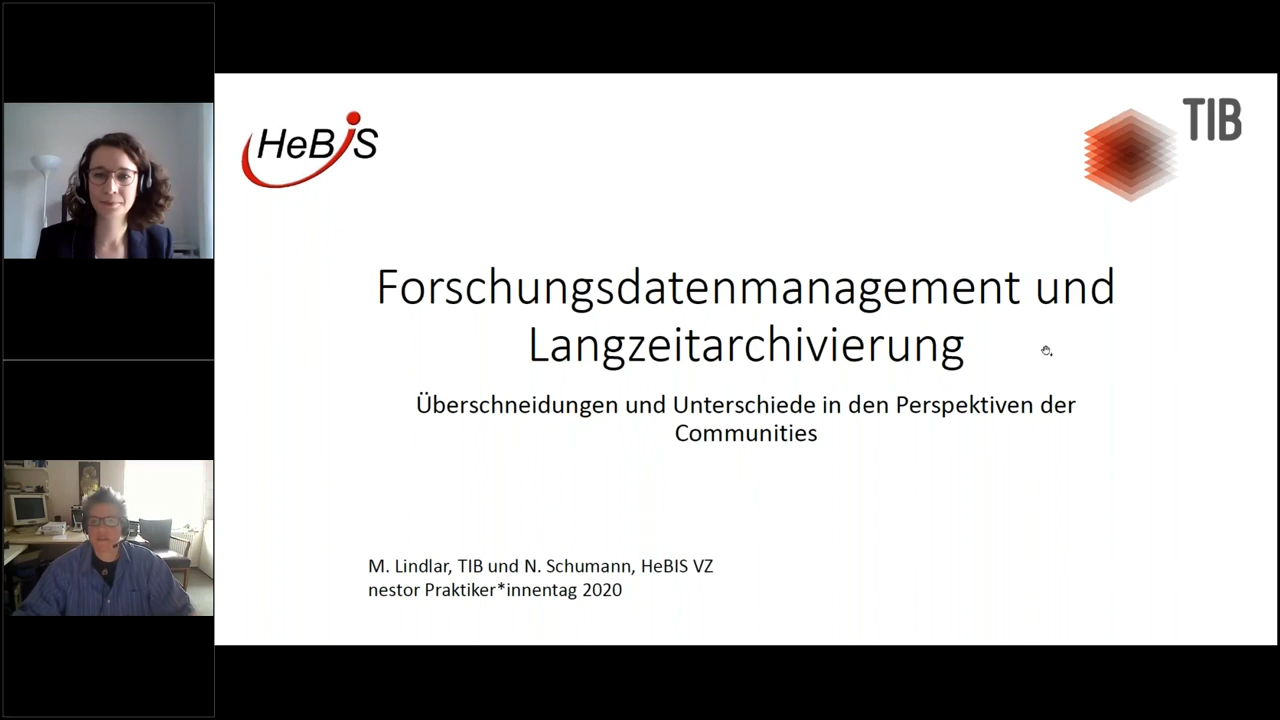 HeBIS
TIB
Forschungsdatenmanagement und
Langzeitarchivierung
Überschneidungen und Unterschiede in den Perspektiven der
Communities
M. Lindlar, TIB und N. Schumann, HeBIS VZ
nestor Praktiker*innentag 2020